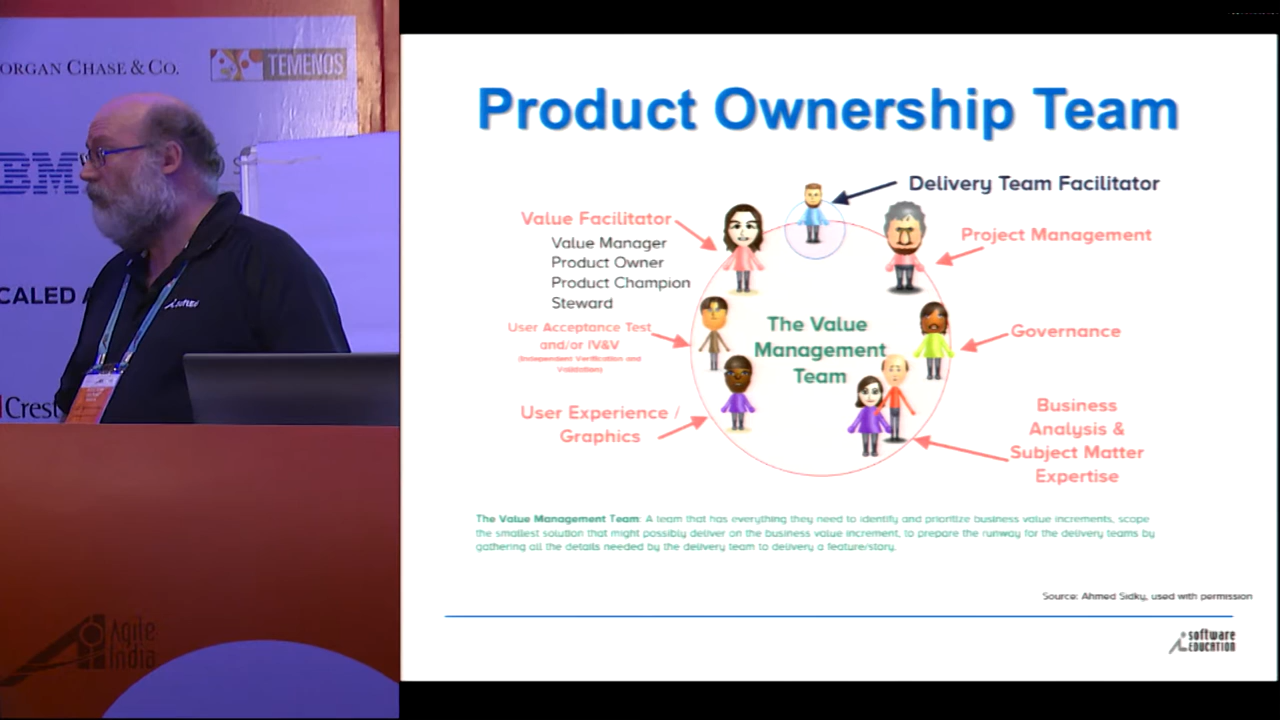 ORGAN CHASE & CO.
TEMENOS
IBM
CALED A
SoftEd
Crest
Agile
India
Product Ownership Team
Delivery Team Facilitator
Value Facilitator
Value Manager
Product Owner
Product Champion
Steward
Project Management
User Acceptance Test
and/or IV&V
(Independent Verification and
Validation)
The Value
Management
Team
Governance
User Experience /
Graphics
Business
Analysis &
Subject Matter
Expertise
The Value Management Team: A team that has everything they need to identify and prioritize business value increments, scope
the smallest solution that might possibly deliver on the business value increment, to prepare the runway for the delivery teams by
gathering all the details needed by the delivery team to delivery a feature/story.
Source: Ahmed Sidky, used with permission
software
EDUCATION